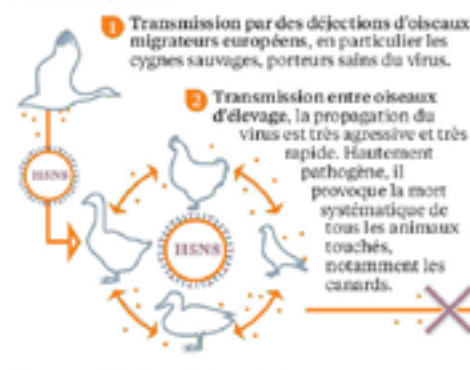 1 Transmission par des déjections d'oiseaux
migrateurs européens, en particulier les
cygnes sauvages, porteurs sains du virus.
2 Transmission entre oiseaux
d'élevage, la propagation du
virus est très agressive et très
rapide. Hautement
pathogène, il
provoque la mort
systématique de
tous les animaux
touchés,
notamment les
canards.
H5N8
H5N8